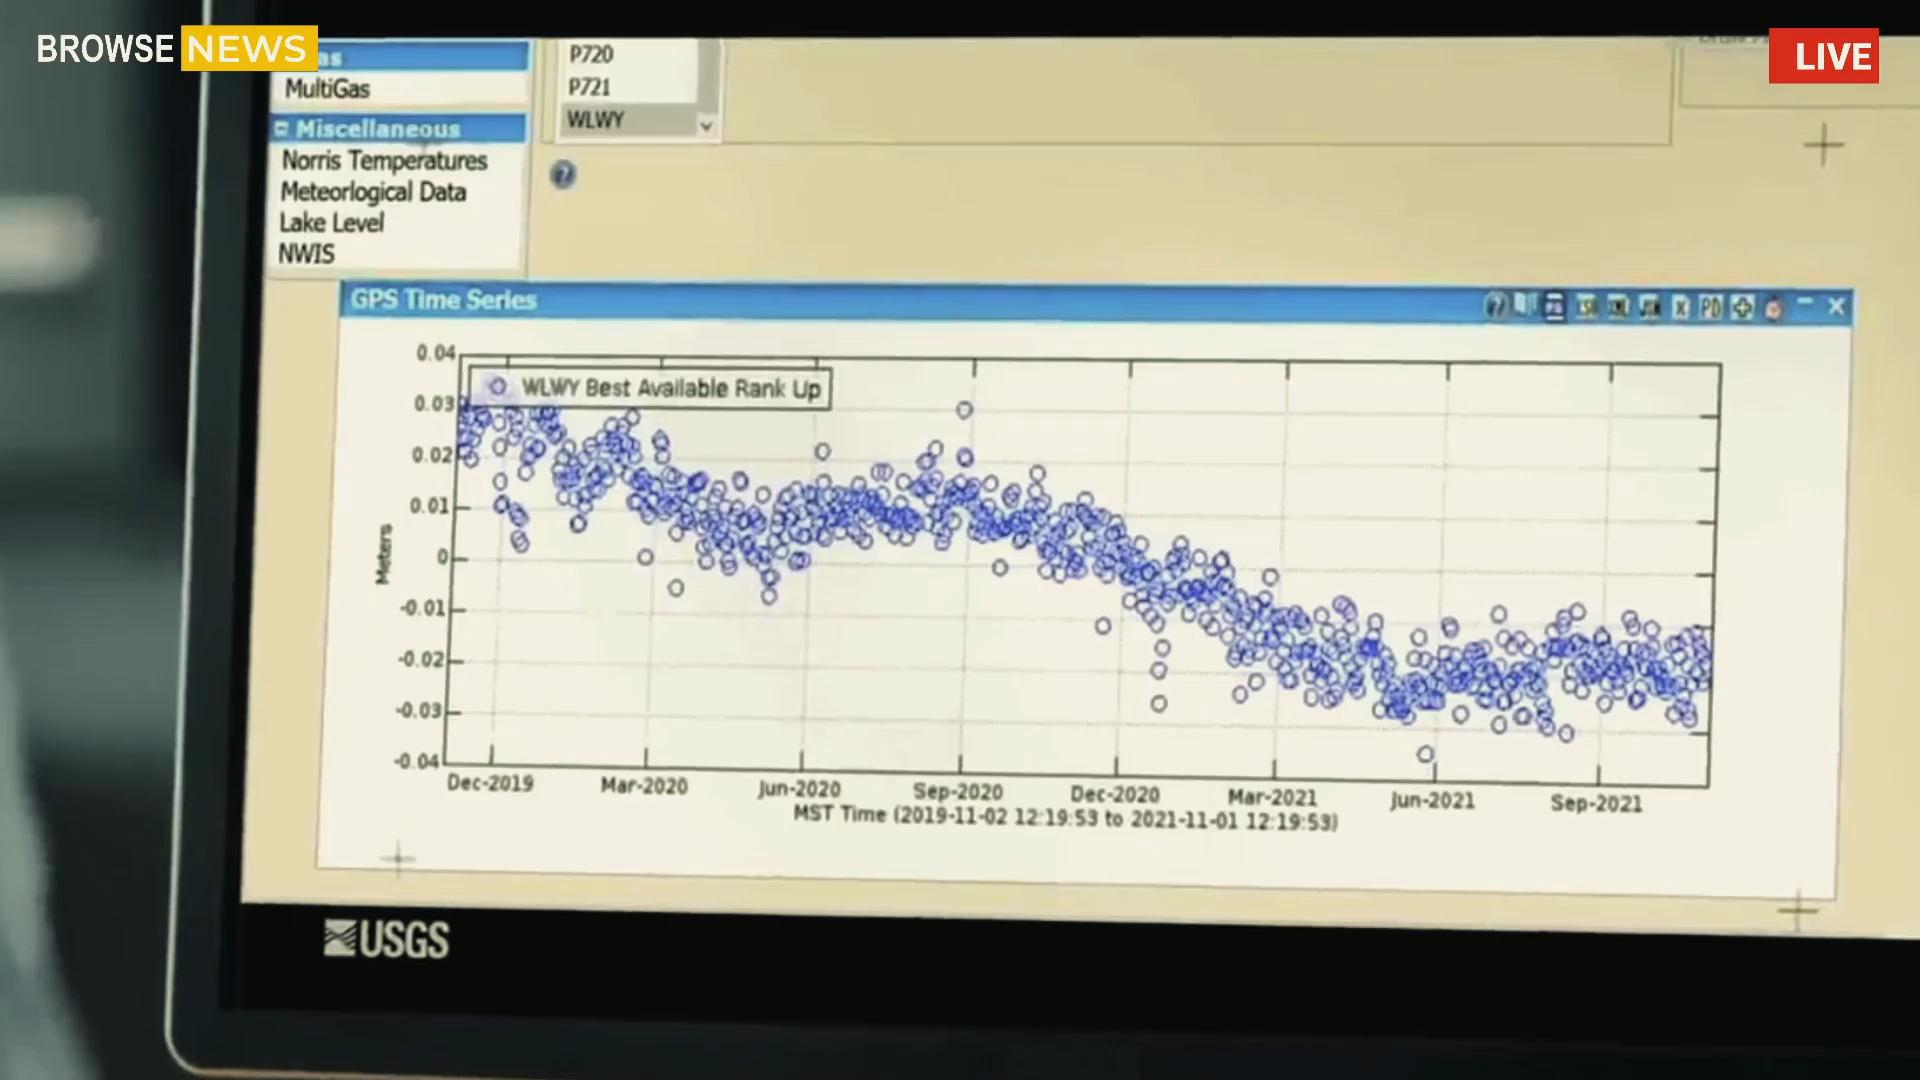 BROWSE NEWS
LIVE
MultiGas
Miscellaneous
Norris Temperatures
Meteorlogical Data
Lake Level
NWIS
P720
P721
WLWY
GPS Time Series
WLWY Best Available Rank Up
0.04
0.03
0.02
0.01
0
-0.01
-0.02
-0.03
-0.04
Meters
Dec-2019 Mar-2020 Jun-2020 Sep-2020 Dec-2020 Mar-2021 Jun-2021 Sep-2021
MST Time (2019-11-02 12:19:53 to 2021-11-01 12:19:53)
USGS